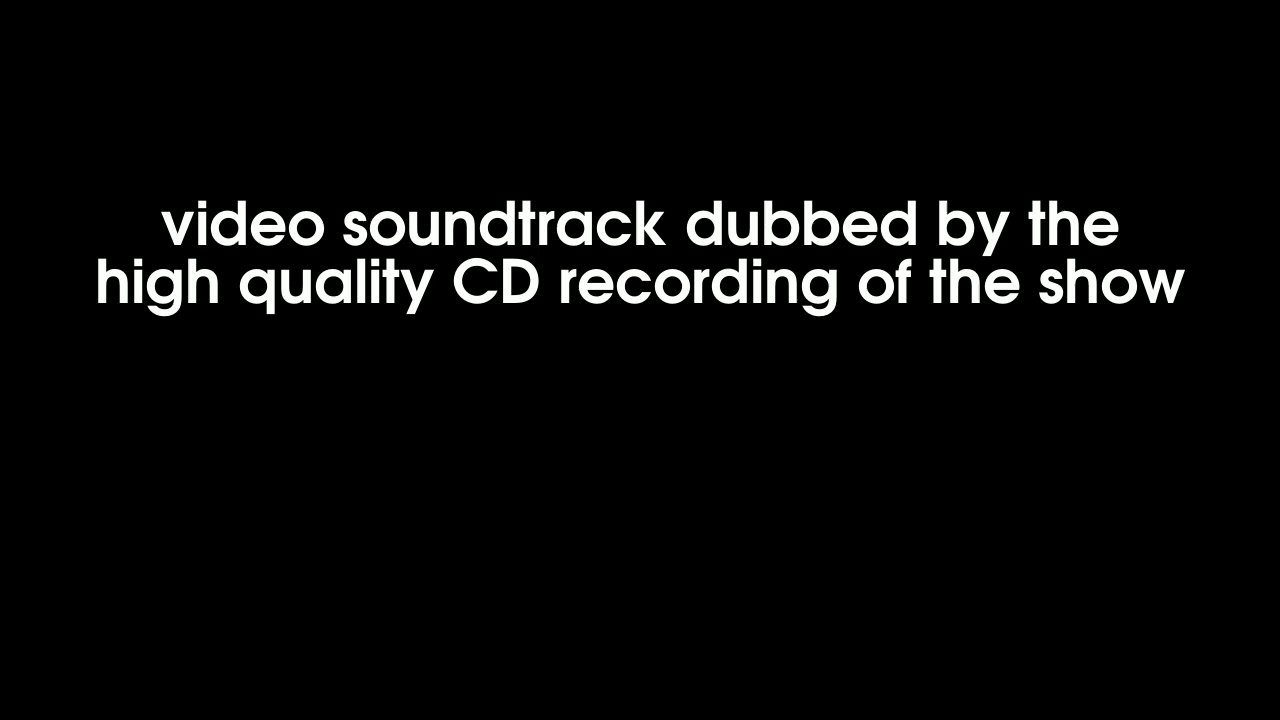 video soundtrack dubbed by the
high quality CD recording of the show